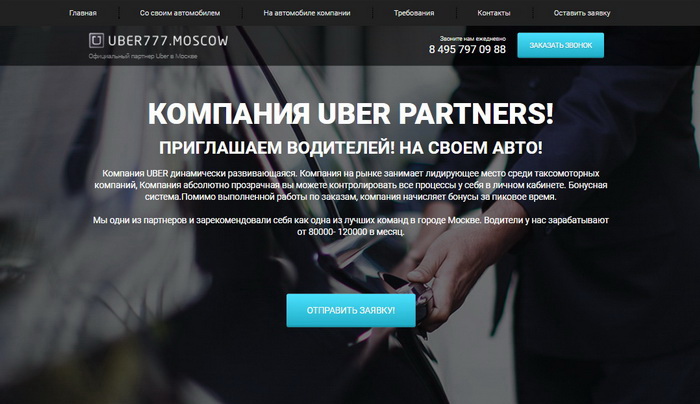 Главная
Со своим автомобилем
На автомобиле компании
Требования
Контакты
Оставить заявку
UBER777.MOSCOW
Официальный партнер Uber в Москве
Звоните нам ежедневно
8 495 797 09 88
ЗАКАЗАТЬ ЗВОНОК
КОМПАНИЯ UBER PARTNERS!
ПРИГЛАШАЕМ ВОДИТЕЛЕЙ! НА СВОЕМ АВТО!
Компания UBER динамически развивающаяся. Компания на рынке занимает лидирующее место среди таксомоторных
компаний, Компания абсолютно прозрачная вы можете контролировать все процессы у себя в личном кабинете. Бонусная
система.Помимо выполненной работы по заказам, компания начисляет бонусы за пиковое время.
Мы одни из партнеров и зарекомендовали себя как одна из лучших команд в городе Москве. Водители у нас зарабатывают
от 80000- 120000 в месяц.
ОТПРАВИТЬ ЗАЯВКУ!